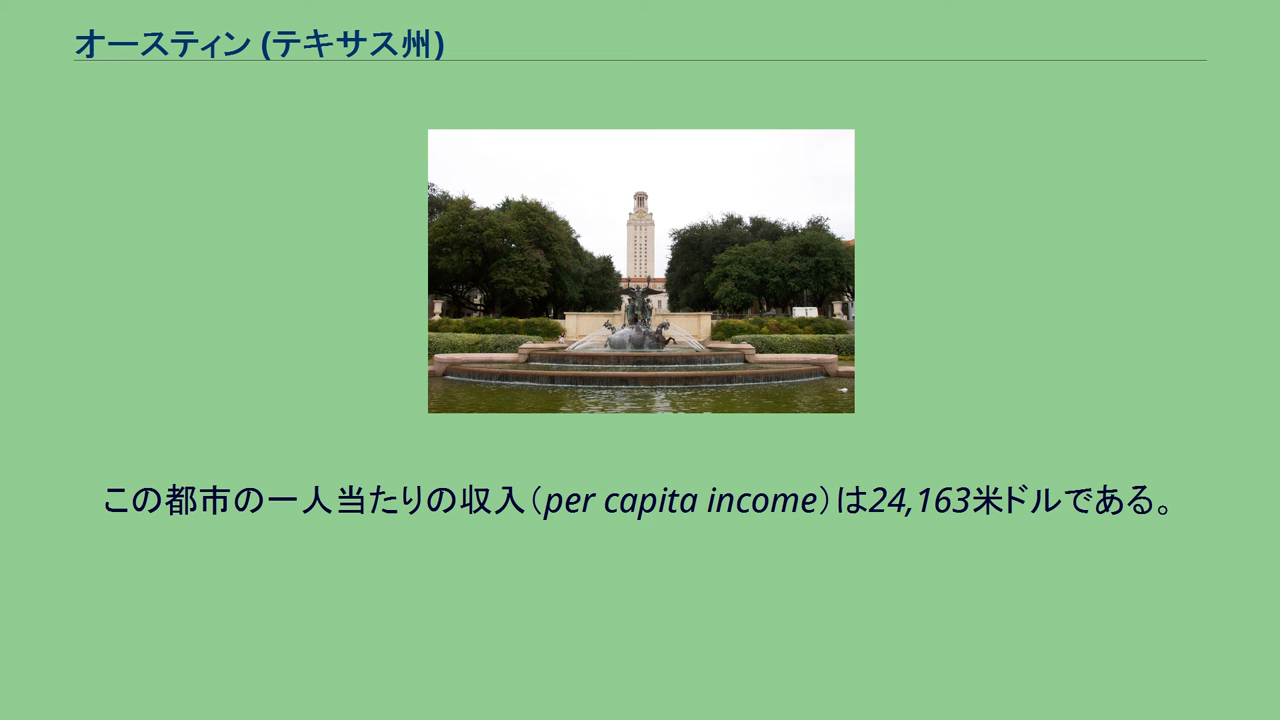 オースティン (テキサス州)
この都市の一人当たりの収入（per capita income）は24,163米ドルである。